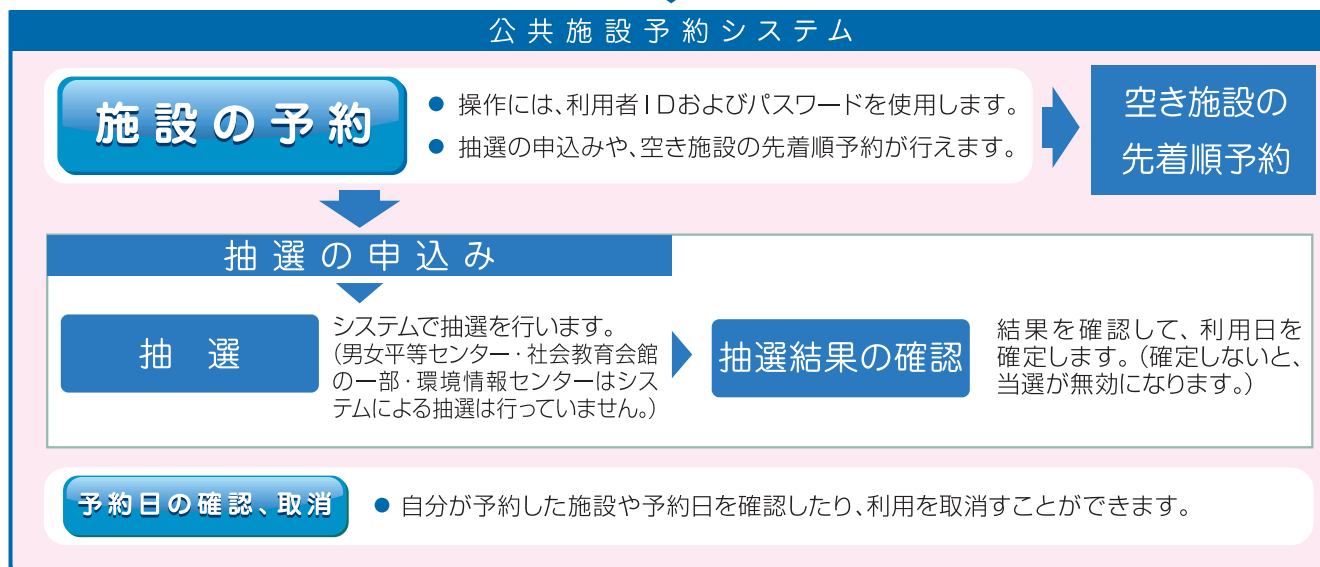 公共施設予約システム
施設の予約
● 操作には、利用者IDおよびパスワードを使用します。
● 抽選の申込みや、空き施設の先着順予約が行えます。
空き施設の
先着順予約
抽選の申込み
抽 選
システムで抽選を行います。
(男女平等センター・社会教育会館
の一部・環境情報センターはシス
テムによる抽選は行っていません。)
抽選結果の確認
結果を確認して、利用日を
確定します。(確定しないと、
当選が無効になります。)
予約日の確認、取消
● 自分が予約した施設や予約日を確認したり、利用を取消すことができます。